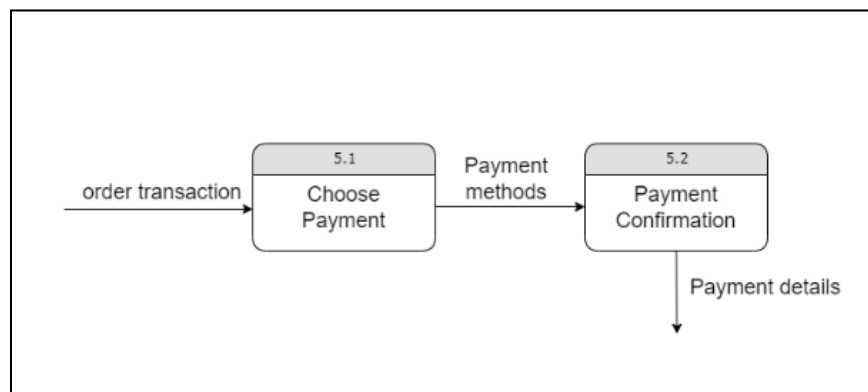 order transaction
5.1
Choose
Payment
Payment
methods
5.2
Payment
Confirmation
Payment details